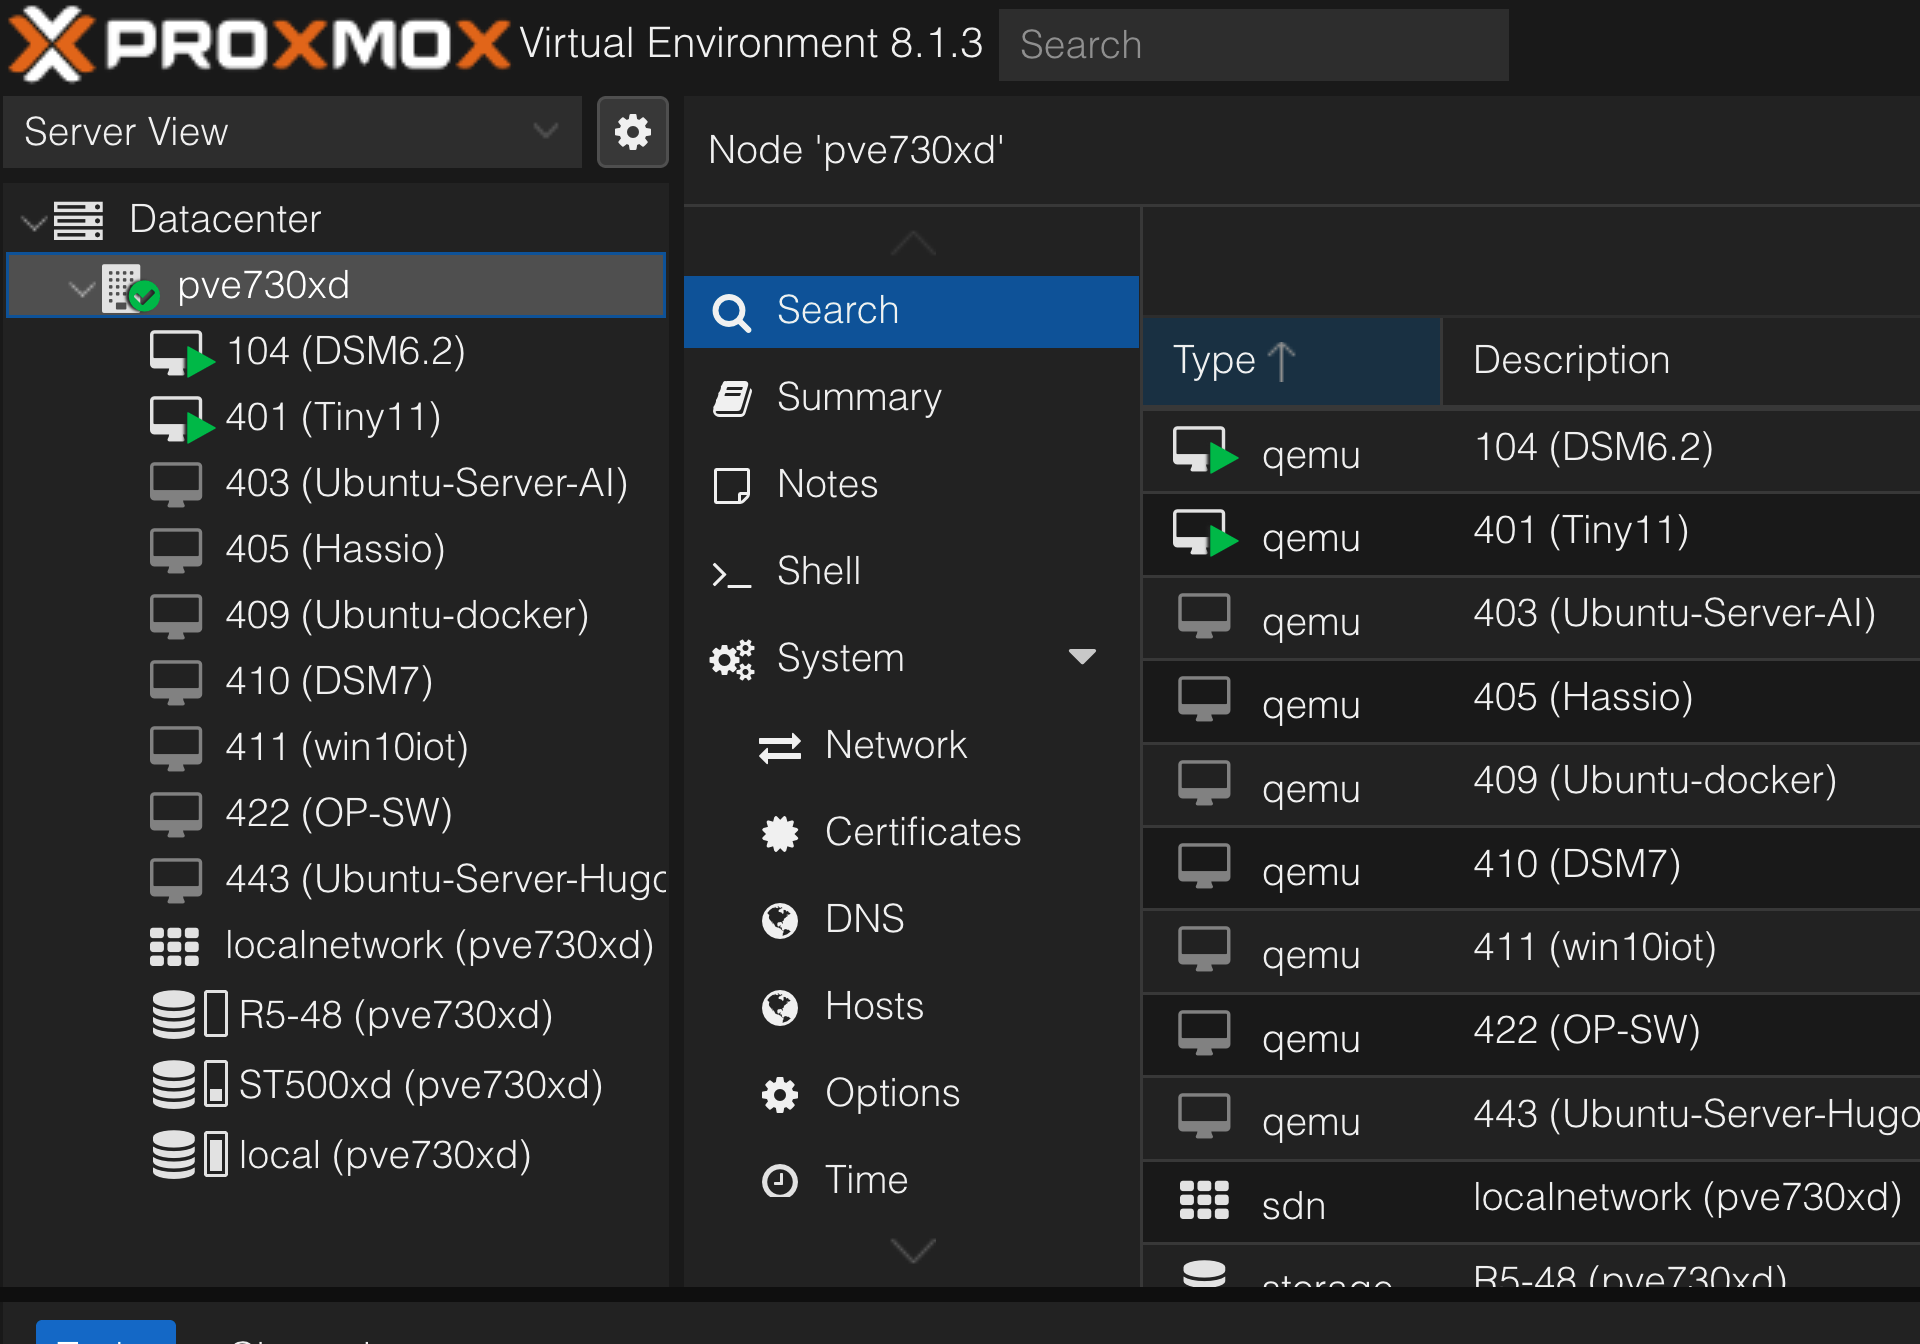 PROXMOX Virtual Environment 8.1.3 Search
Server View
Datacenter
pve730xd
104 (DSM6.2)
401 (Tiny11)
403 (Ubuntu-Server-AI)
405 (Hassio)
409 (Ubuntu-docker)
410 (DSM7)
411 (win10iot)
422 (OP-SW)
443 (Ubuntu-Server-Hugo
localnetwork (pve730xd)
R5-48 (pve730xd)
ST500xd (pve730xd)
local (pve730xd)
Node 'pve730xd'
Search
Summary
Notes
Shell
System
Network
Certificates
DNS
Hosts
Options
Time
Type Description
qemu 104 (DSM6.2)
qemu 401 (Tiny11)
qemu 403 (Ubuntu-Server-AI)
qemu 405 (Hassio)
qemu 409 (Ubuntu-docker)
qemu 410 (DSM7)
qemu 411 (win10iot)
qemu 422 (OP-SW)
qemu 443 (Ubuntu-Server-Hugo
sdn localnetwork (pve730xd)
storage R5-48 (pve730xd)